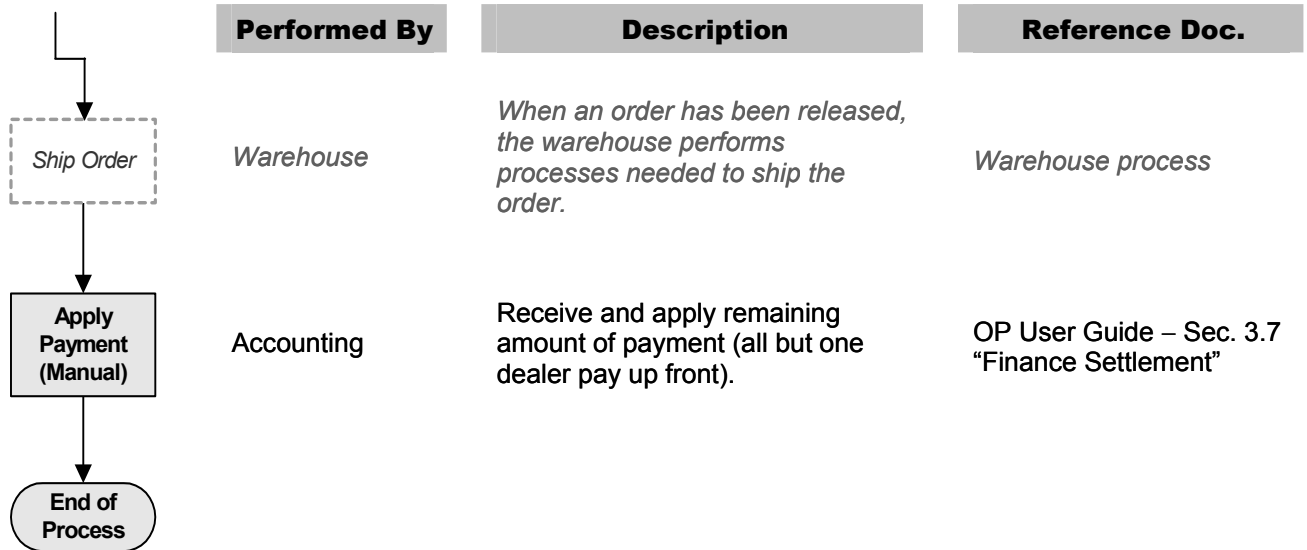 Performed By
Description
Reference Doc.
Ship Order
Warehouse
When an order has been released,
the warehouse performs
processes needed to ship the
order.
Warehouse process
Apply
Payment
(Manual)
Accounting
Receive and apply remaining
amount of payment (all but one
dealer pay up front).
OP User Guide – Sec. 3.7
“Finance Settlement”
End of
Process